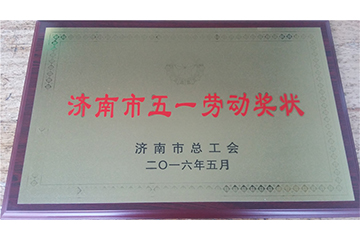 济南市五一劳动奖状
济南市总工会
二〇一六年五月